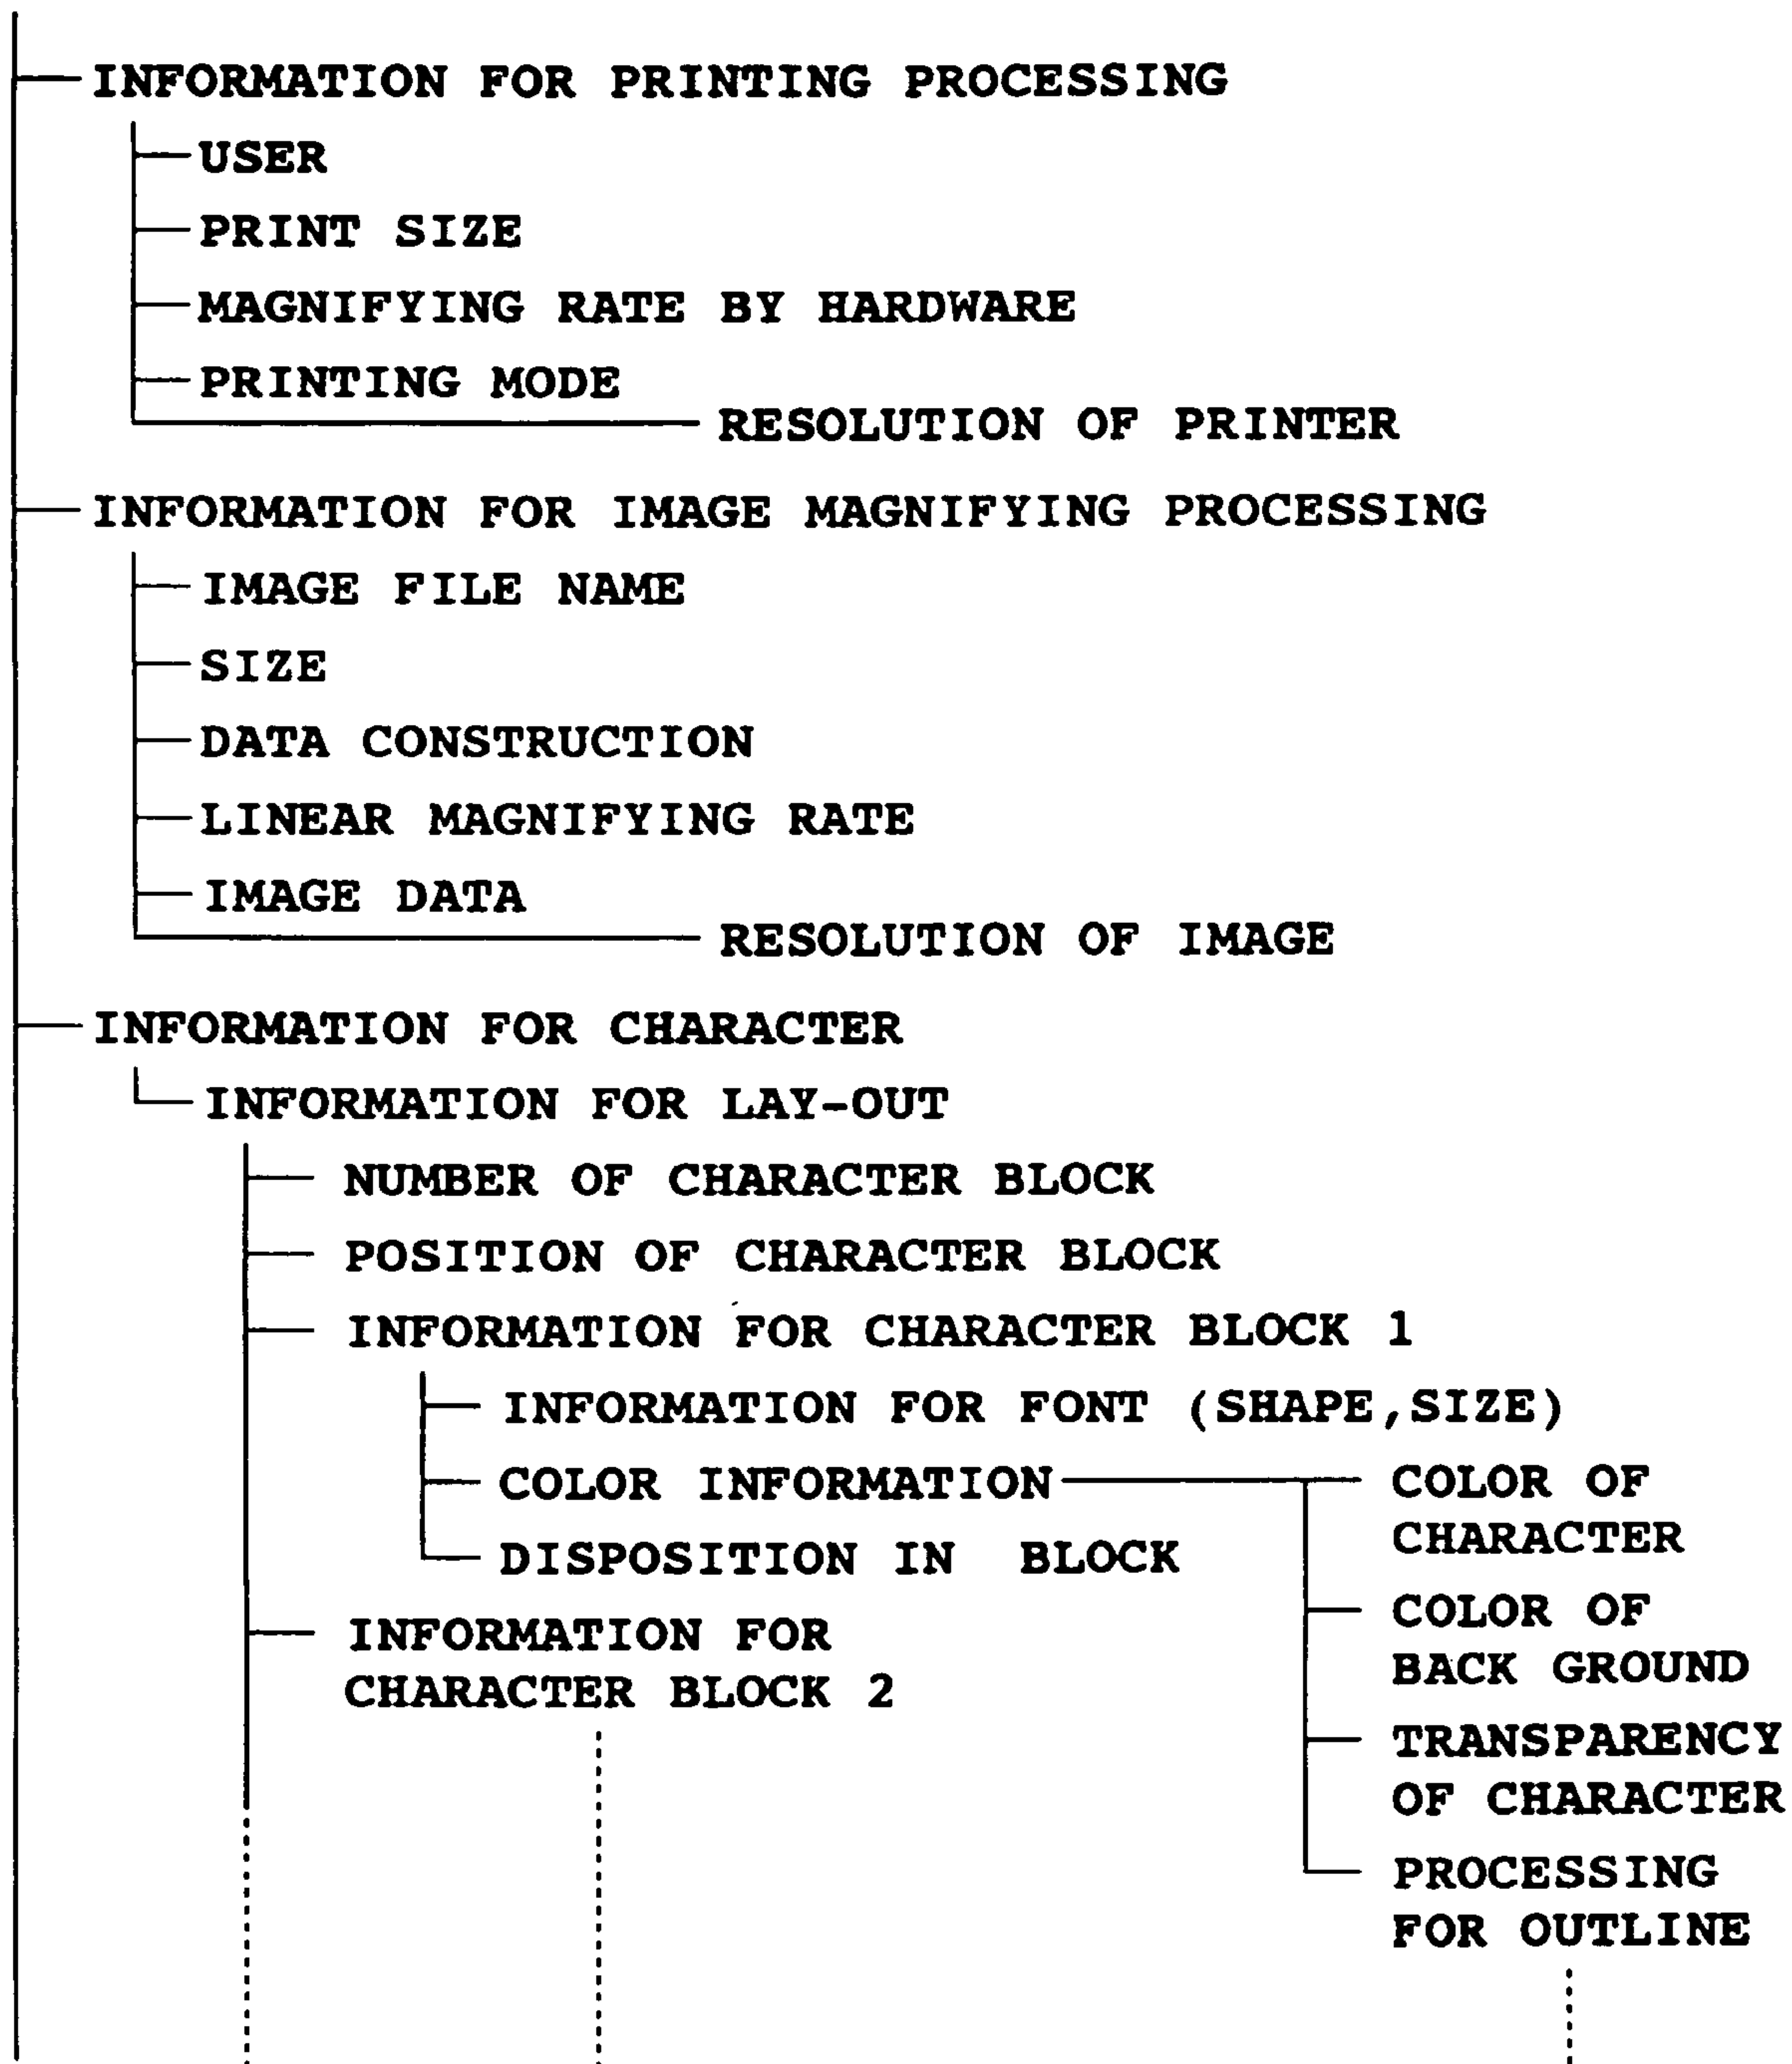 INFORMATION FOR PRINTING PROCESSING
USER
PRINT SIZE
MAGNIFYING RATE BY HARDWARE
PRINTING MODE
RESOLUTION OF PRINTER
INFORMATION FOR IMAGE MAGNIFYING PROCESSING
IMAGE FILE NAME
SIZE
DATA CONSTRUCTION
LINEAR MAGNIFYING RATE
IMAGE DATA
RESOLUTION OF IMAGE
INFORMATION FOR CHARACTER
INFORMATION FOR LAY-OUT
NUMBER OF CHARACTER BLOCK
POSITION OF CHARACTER BLOCK
INFORMATION FOR CHARACTER BLOCK 1
INFORMATION FOR FONT (SHAPE,SIZE)
COLOR INFORMATION
COLOR OF
CHARACTER
DISPOSITION IN BLOCK
COLOR OF
BACK GROUND
INFORMATION FOR
CHARACTER BLOCK 2
TRANSPARENCY
OF CHARACTER
PROCESSING
FOR OUTLINE